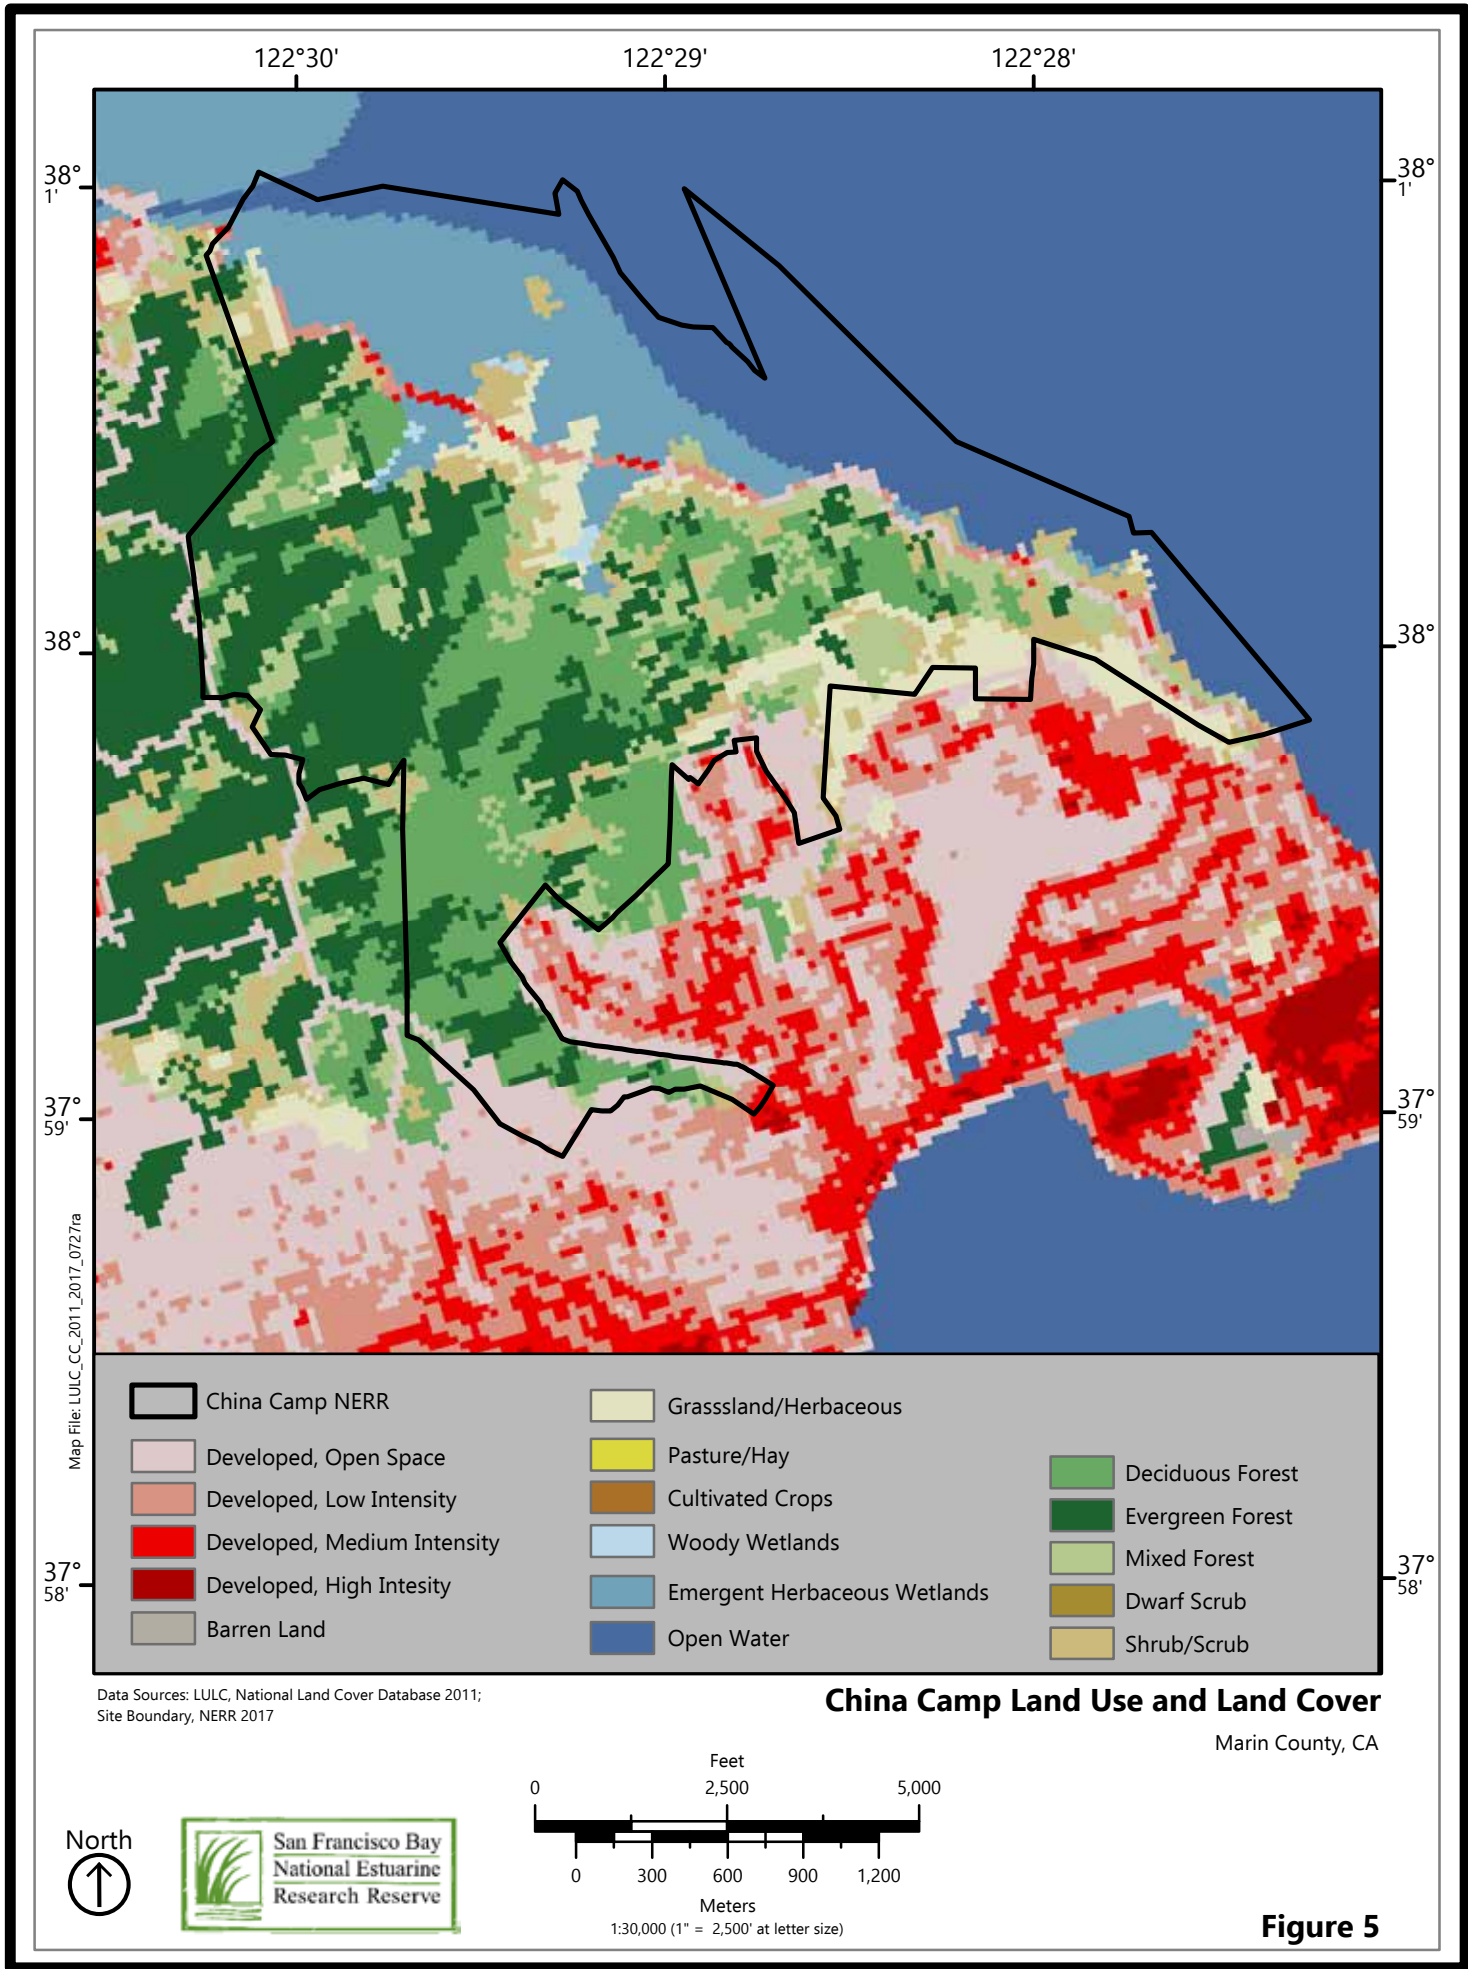 122°30'
122°29'
122°28'
38°
1'
38°
1'
38°
38°
37°
59'
37°
59'
37°
58'
37°
58'
Map File: LULC_CC_2011_2017_0727ra
China Camp NERR
Developed, Open Space
Developed, Low Intensity
Developed, Medium Intensity
Developed, High Intesity
Barren Land
Grasssland/Herbaceous
Pasture/Hay
Cultivated Crops
Woody Wetlands
Emergent Herbaceous Wetlands
Open Water
Deciduous Forest
Evergreen Forest
Mixed Forest
Dwarf Scrub
Shrub/Scrub
Data Sources: LULC, National Land Cover Database 2011;
Site Boundary, NERR 2017
China Camp Land Use and Land Cover
Marin County, CA
Feet
0 2,500 5,000
0 300 600 900 1,200
Meters
1:30,000 (1" = 2,500' at letter size)
North
San Francisco Bay
National Estuarine
Research Reserve
Figure 5